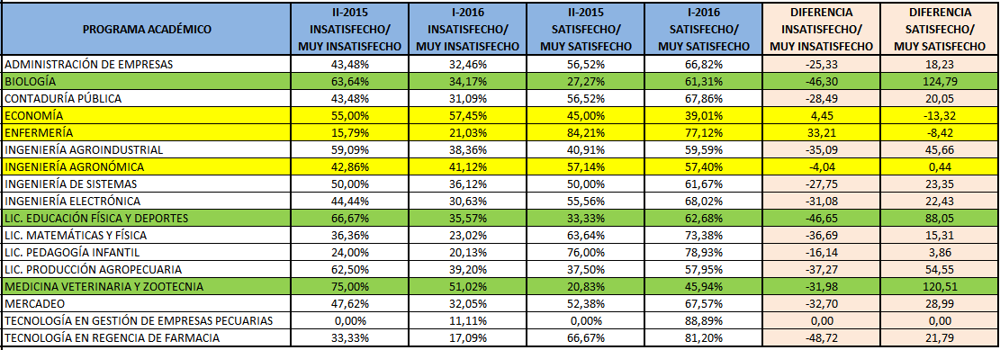 PROGRAMA ACADÉMICO II-2015 INSATISFECHO/ MUY INSATISFECHO I-2016 INSATISFECHO/ MUY INSATISFECHO II-2015 SATISFECHO/ MUY SATISFECHO I-2016 SATISFECHO/ MUY SATISFECHO DIFERENCIA INSATISFECHO/ MUY INSATISFECHO DIFERENCIA SATISFECHO/ MUY SATISFECHO
ADMINISTRACIÓN DE EMPRESAS 43,48% 32,46% 56,52% 66,82% -25,33 18,23
BIOLOGÍA 63,64% 34,17% 27,27% 61,31% -46,30 124,79
CONTADURÍA PÚBLICA 43,48% 31,09% 56,52% 67,86% -28,49 20,05
ECONOMÍA 55,00% 57,45% 45,00% 39,01% 4,45 -13,32
ENFERMERÍA 15,79% 21,03% 84,21% 77,12% 33,21 -8,42
INGENIERÍA AGROINDUSTRIAL 59,09% 38,36% 40,91% 59,59% -35,09 45,66
INGENIERÍA AGRONÓMICA 42,86% 41,12% 57,14% 57,40% -4,04 0,44
INGENIERÍA DE SISTEMAS 50,00% 36,12% 50,00% 61,67% -27,75 23,35
INGENIERÍA ELECTRÓNICA 44,44% 30,63% 55,56% 68,02% -31,08 22,43
LIC. EDUCACIÓN FÍSICA Y DEPORTES 66,67% 35,57% 33,33% 62,68% -46,65 88,05
LIC. MATEMÁTICAS Y FÍSICA 36,36% 23,02% 63,64% 73,38% -36,69 15,31
LIC. PEDAGOGÍA INFANTIL 24,00% 20,13% 76,00% 78,93% -16,14 3,86
LIC. PRODUCCIÓN AGROPECUARIA 62,50% 39,20% 37,50% 57,95% -37,27 54,55
MEDICINA VETERINARIA Y ZOOTECNIA 75,00% 51,02% 20,83% 45,94% -31,98 120,51
MERCADEO 47,62% 32,05% 52,38% 67,57% -32,70 28,99
TECNOLOGÍA EN GESTIÓN DE EMPRESAS PECUARIAS 0,00% 11,11% 0,00% 88,89% 0,00 0,00
TECNOLOGÍA EN REGENCIA DE FARMACIA 33,33% 17,09% 66,67% 81,20% -48,72 21,79